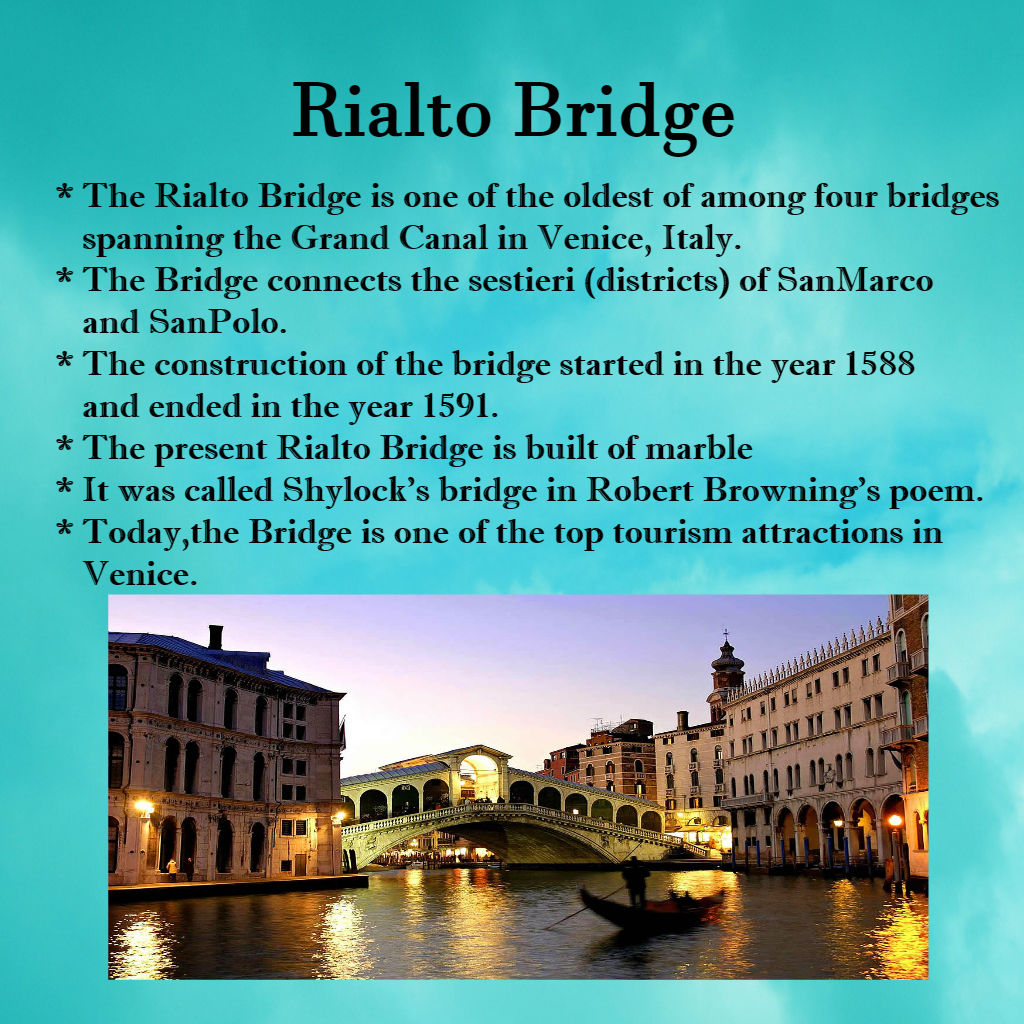 Rialto Bridge
* The Rialto Bridge is one of the oldest of among four bridges
spanning the Grand Canal in Venice, Italy.
* The Bridge connects the sestieri (districts) of SanMarco
and SanPolo.
* The construction of the bridge started in the year 1588
and ended in the year 1591.
* The present Rialto Bridge is built of marble
* It was called Shylock's bridge in Robert Browning's poem.
* Today,the Bridge is one of the top tourism attractions in
Venice.